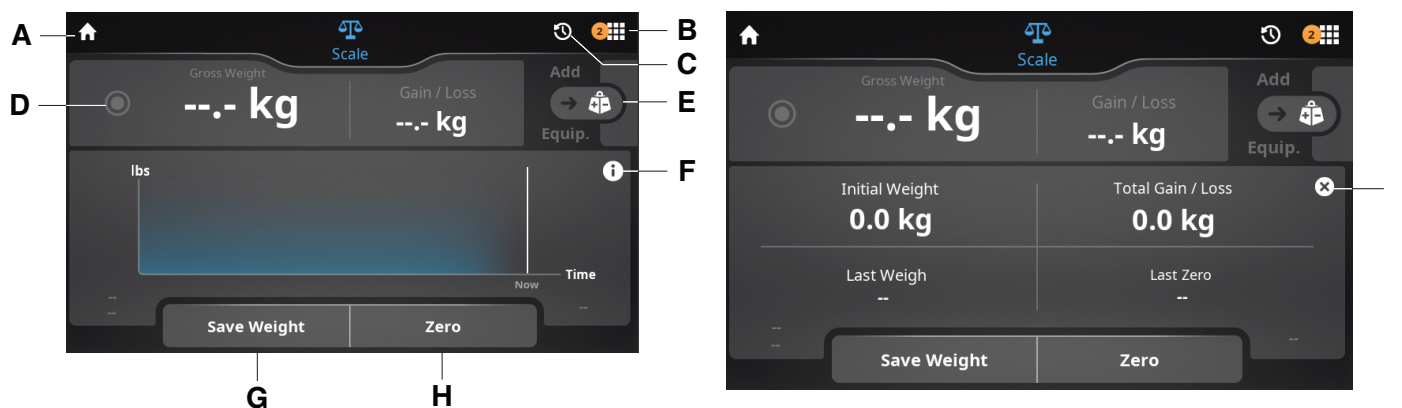 A
B
C
D
E
F
G
H
2
Scale
Gross Weight
--.- kg
Gain / Loss
--.- kg
Add
Equip.
lbs
Time
Now
--
--
--
Save Weight
Zero
2
Scale
Gross Weight
--.- kg
Gain / Loss
--.- kg
Add
Equip.
Initial Weight
0.0 kg
Total Gain / Loss
0.0 kg
Last Weigh
--
Last Zero
--
--
--
--
Save Weight
Zero